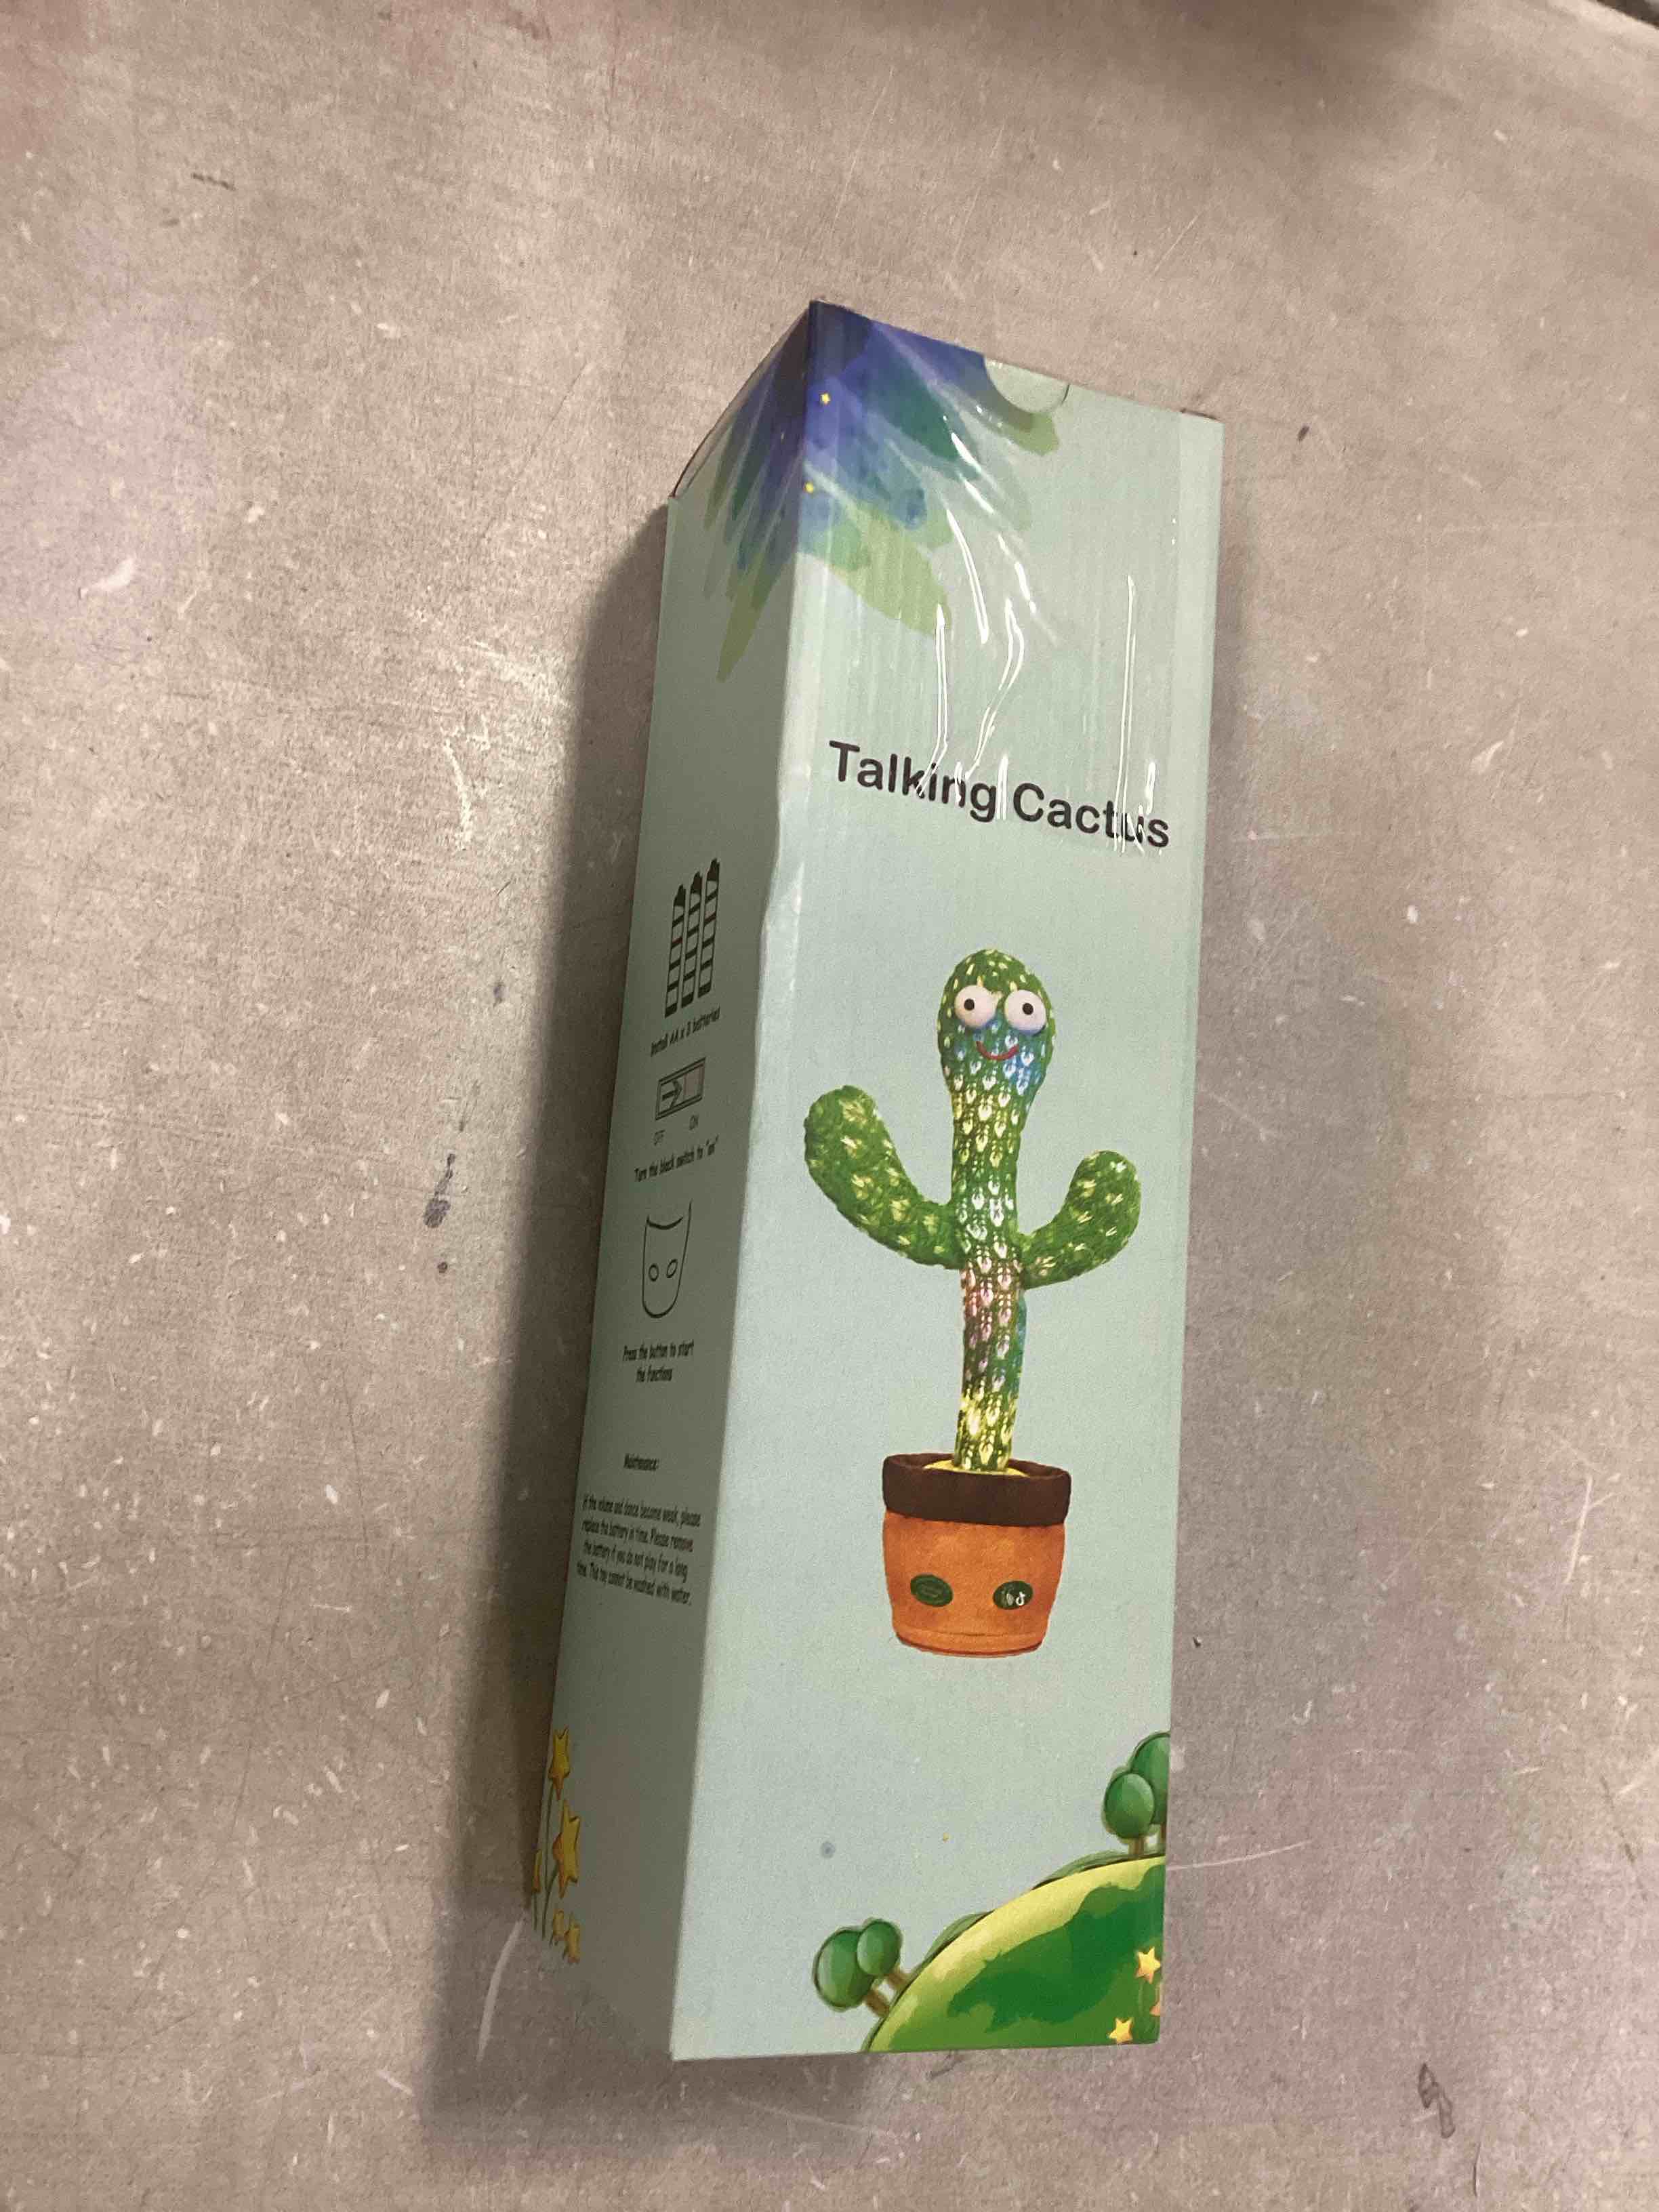 Talking Cactus
Install AA x 3 batteries
OFF ON
Turn the black switch to "on"
Press the button to start
the functions
Maintenance:
If the volume and dance become weak, please
replace the battery in time. Please remove
the battery if you do not play for a long
time. This toy cannot be washed with water.